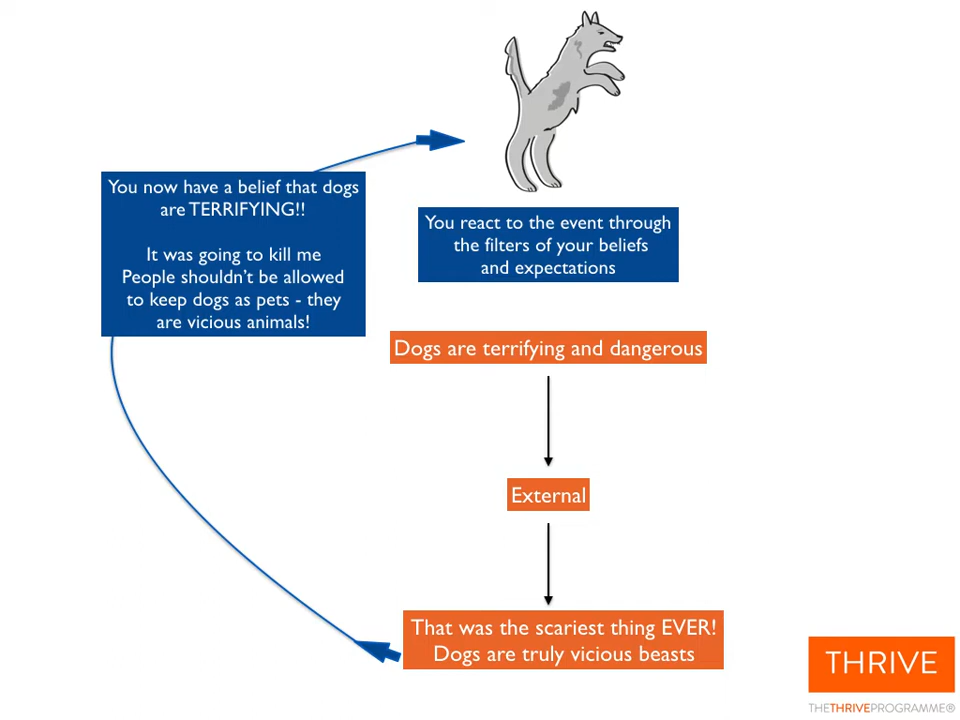 You now have a belief that dogs
are TERRIFYING!!
It was going to kill me
People shouldn't be allowed
to keep dogs as pets - they
are vicious animals!
You react to the event through
the filters of your beliefs
and expectations
Dogs are terrifying and dangerous
External
That was the scariest thing EVER!
Dogs are truly vicious beasts
THRIVE
THETHRIVEPROGRAMME®